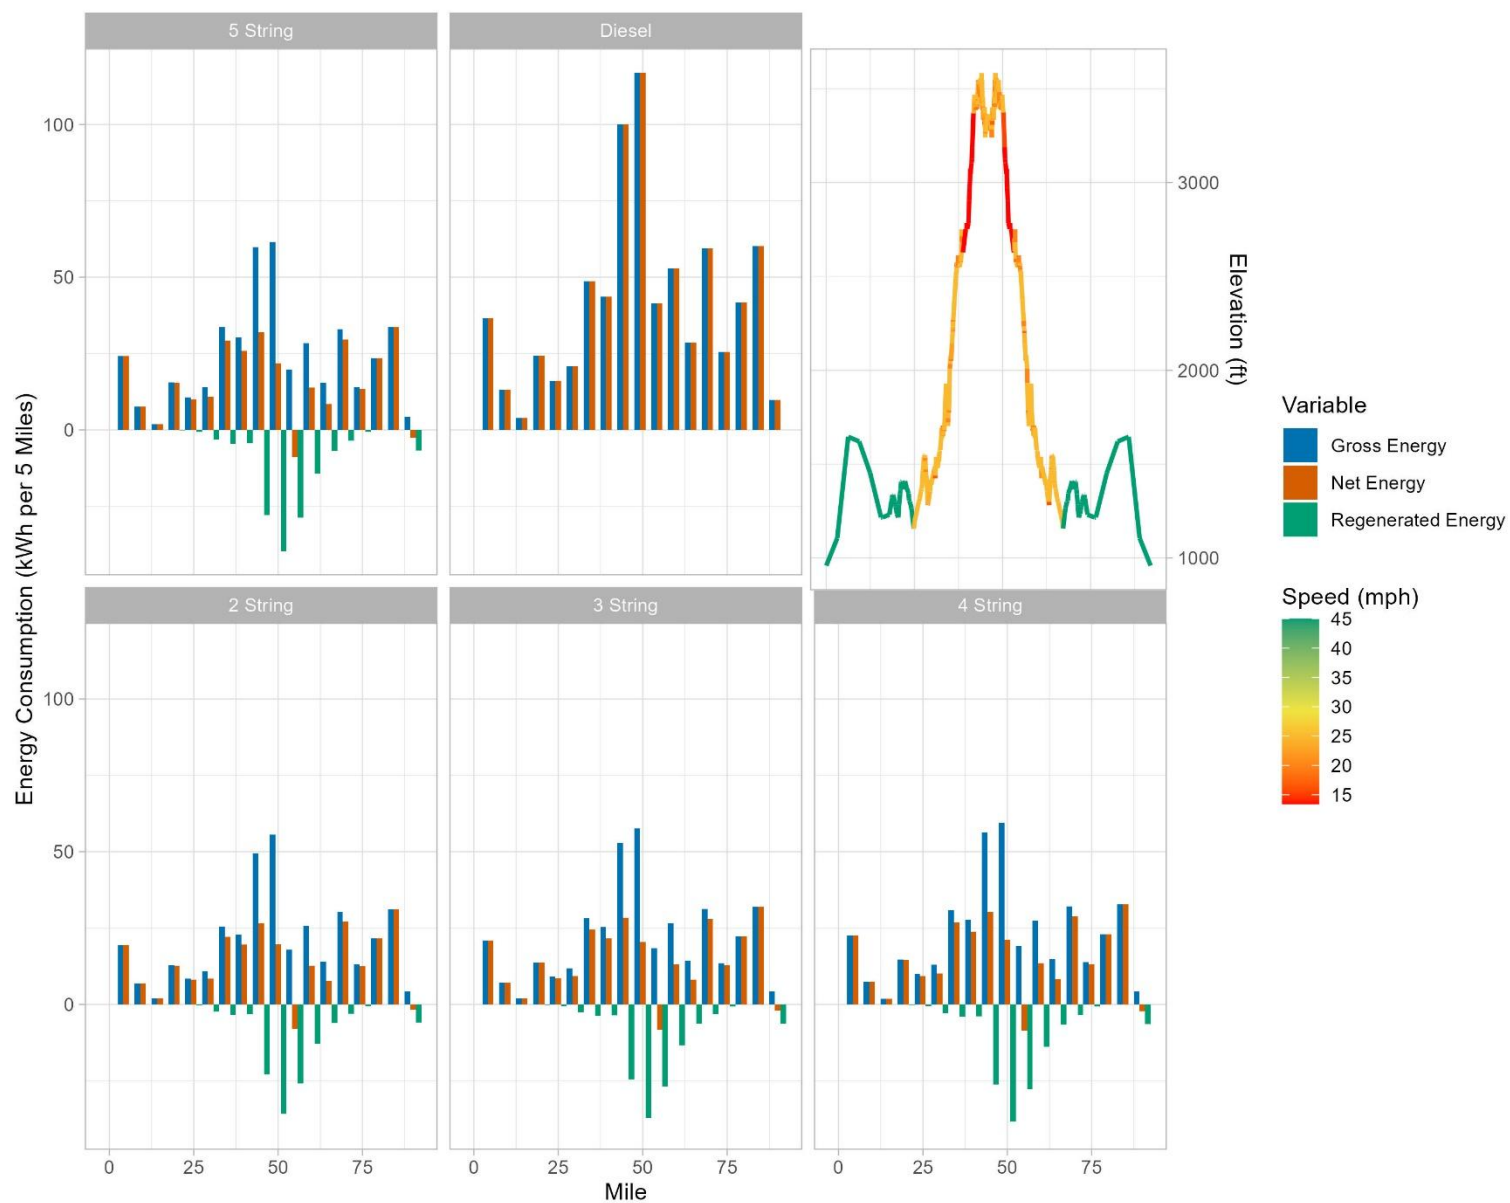 5 String
Diesel
100
50
0
3000
2000
1000
Elevation (ft)
Energy Consumption (kWh per 5 Miles)
2 String
3 String
4 String
100
50
0
0
25
50
75
0
25
50
75
0
25
50
75
Mile
Variable
Gross Energy
Net Energy
Regenerated Energy
Speed (mph)
45
40
35
30
25
20
15